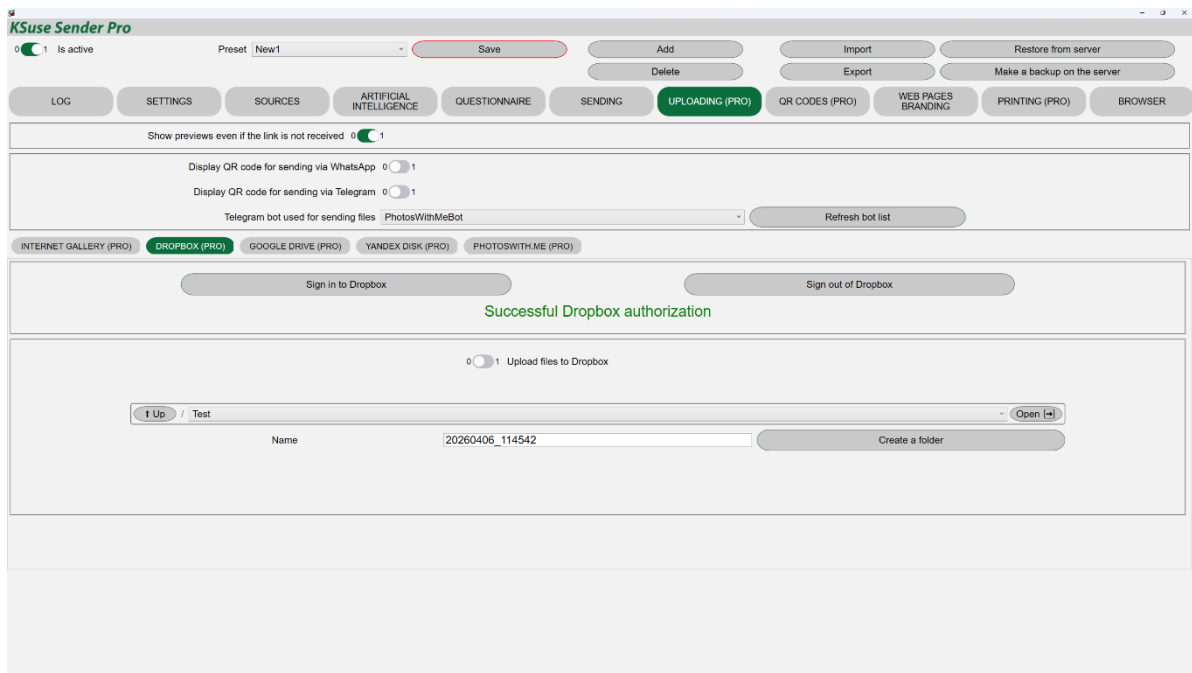 KSuse Sender Pro
0 1 Is active Preset New1 Save Add Import Restore from server
Delete Export Make a backup on the server
LOG SETTINGS SOURCES ARTIFICIAL INTELLIGENCE QUESTIONNAIRE SENDING UPLOADING (PRO) QR CODES (PRO) WEB PAGES BRANDING PRINTING (PRO) BROWSER
Show previews even if the link is not received 0 1
Display QR code for sending via WhatsApp 0 1
Display QR code for sending via Telegram 0 1
Telegram bot used for sending files PhotosWithMeBot Refresh bot list
INTERNET GALLERY (PRO) DROPBOX (PRO) GOOGLE DRIVE (PRO) YANDEX DISK (PRO) PHOTOSWITH.ME (PRO)
Sign in to Dropbox Sign out of Dropbox
Successful Dropbox authorization
0 1 Upload files to Dropbox
⬆ Up / Test Open
Name 20260406_114542 Create a folder